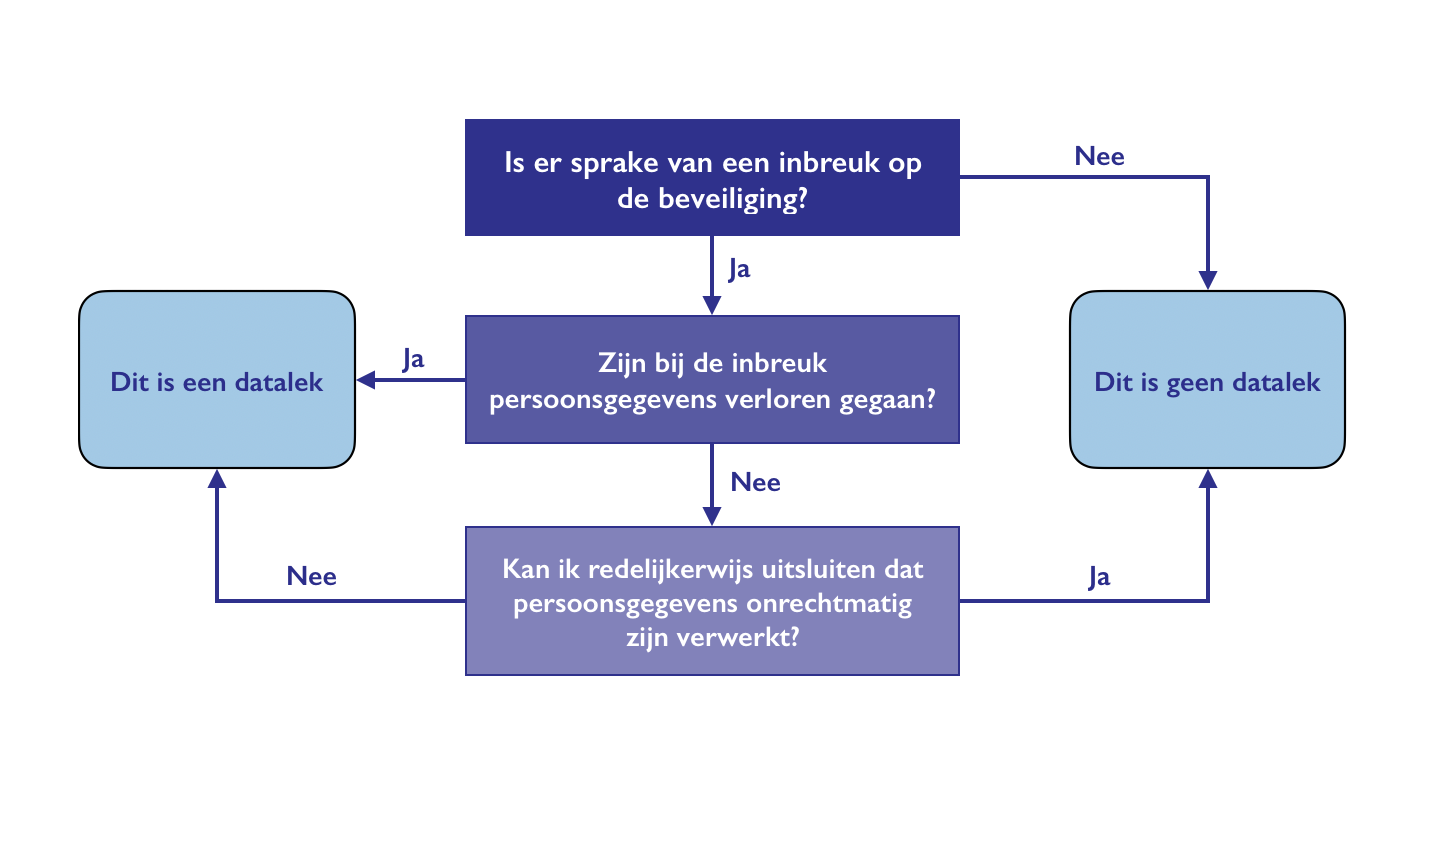 Is er sprake van een inbreuk op
de beveiliging?
Nee
Ja
Zijn bij de inbreuk
persoonsgegevens verloren gegaan?
Ja
Dit is een datalek
Dit is geen datalek
Nee
Kan ik redelijkerwijs uitsluiten dat
persoonsgegevens onrechtmatig
zijn verwerkt?
Nee
Ja